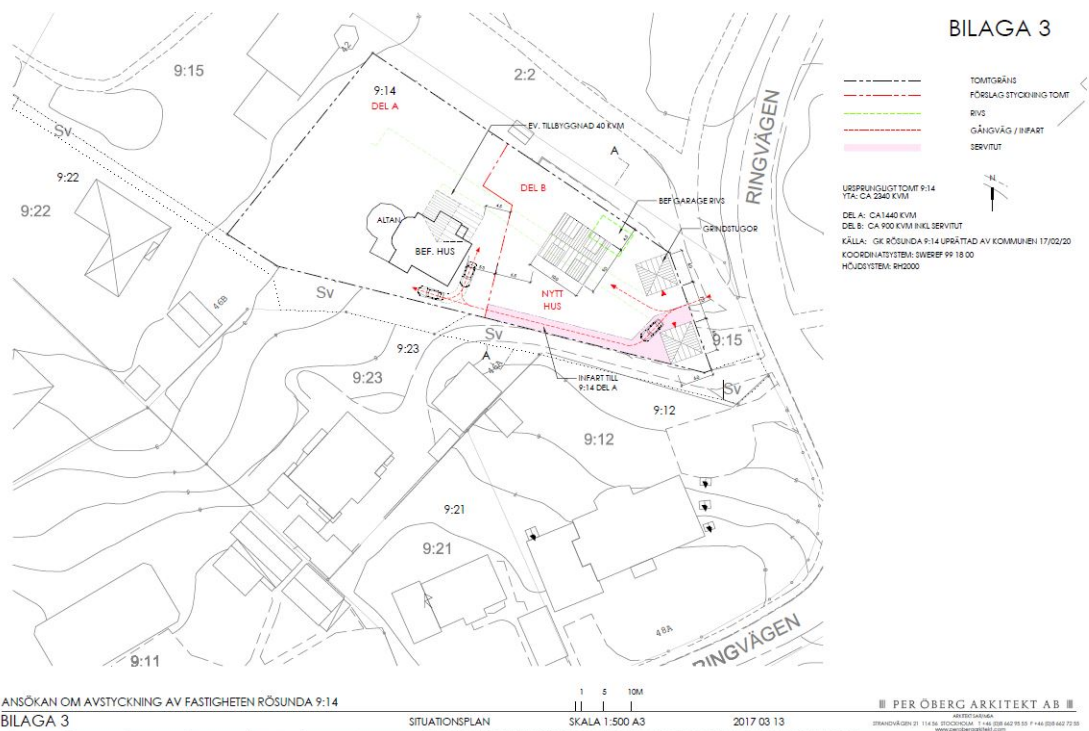 BILAGA 3
TOMTGRÄNS
FÖRSLAG STYCKNING TOMT
RIVS
GÅNGVÄG / INFART
SERVITUT
N
URSPRUNGLIGT TOMT 9:14
YTA: CA 2340 KVM
DEL A: CA1440 KVM
DEL B: CA 900 KVM INKL SERVITUT
KÄLLA: GK RÖSUNDA 9:14 UPRÄTTAD AV KOMMUNEN 17/02/20
KOORDINATSYSTEM: SWEREF 99 18 00
HÖJDSYSTEM: RH2000
9:15
42
2:2
RINGVÄGEN
9:14
DEL A
EV. TILLBYGGNAD 40 KVM
A
Sv
9:22
9:22
DEL B
BEF GARAGE RIVS
GRINDSTUGOR
ALTAN
BEF. HUS
NYTT
HUS
46B
Sv
Sv
9:15
9:23
9:23
A
48A
INFART TILL
9:14 DEL A
Sv
9:12
9:12
9:21
9:21
9:11
48A
RINGVÄGEN
ANSÖKAN OM AVSTYCKNING AV FASTIGHETEN RÖSUNDA 9:14
BILAGA 3
SITUATIONSPLAN
1 5 10M
SKALA 1:500 A3
2017 03 13
PER ÖBERG ARKITEKT AB